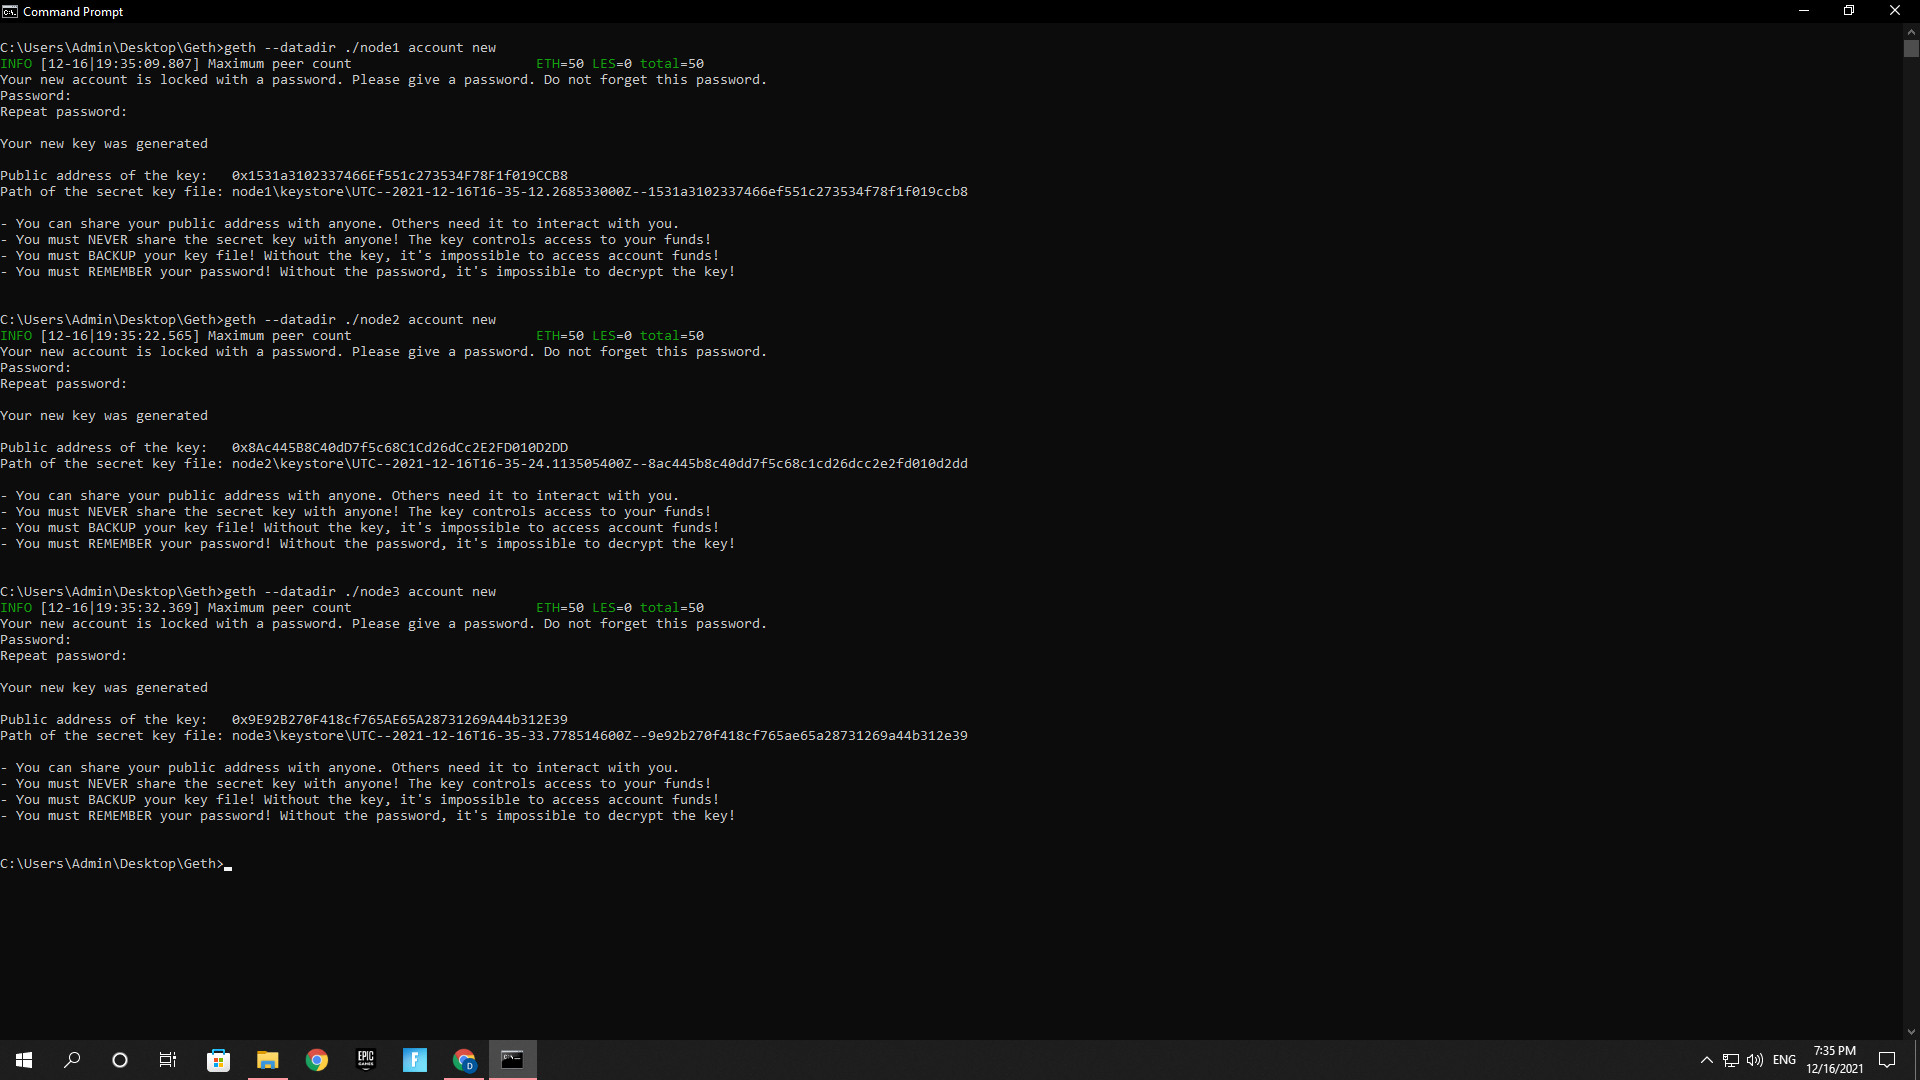 Command Prompt
C:\Users\Admin\Desktop\Geth>geth --datadir ./node1 account new
INFO [12-16|19:35:09.807] Maximum peer count ETH=50 LES=0 total=50
Your new account is locked with a password. Please give a password. Do not forget this password.
Password:
Repeat password:
Your new key was generated
Public address of the key: 0x1531a3102337466Ef551c273534F78F1f019CCB8
Path of the secret key file: node1\keystore\UTC--2021-12-16T16-35-12.268533000Z--1531a3102337466ef551c273534f78f1f019ccb8
- You can share your public address with anyone. Others need it to interact with you.
- You must NEVER share the secret key with anyone! The key controls access to your funds!
- You must BACKUP your key file! Without the key, it's impossible to access account funds!
- You must REMEMBER your password! Without the password, it's impossible to decrypt the key!
C:\Users\Admin\Desktop\Geth>geth --datadir ./node2 account new
INFO [12-16|19:35:22.565] Maximum peer count ETH=50 LES=0 total=50
Your new account is locked with a password. Please give a password. Do not forget this password.
Password:
Repeat password:
Your new key was generated
Public address of the key: 0x8Ac445B8C40dD7f5c68C1Cd26dCc2E2FD010D2DD
Path of the secret key file: node2\keystore\UTC--2021-12-16T16-35-24.113505400Z--8ac445b8c40dd7f5c68c1cd26dcc2e2fd010d2dd
- You can share your public address with anyone. Others need it to interact with you.
- You must NEVER share the secret key with anyone! The key controls access to your funds!
- You must BACKUP your key file! Without the key, it's impossible to access account funds!
- You must REMEMBER your password! Without the password, it's impossible to decrypt the key!
C:\Users\Admin\Desktop\Geth>geth --datadir ./node3 account new
INFO [12-16|19:35:32.369] Maximum peer count ETH=50 LES=0 total=50
Your new account is locked with a password. Please give a password. Do not forget this password.
Password:
Repeat password:
Your new key was generated
Public address of the key: 0x9E92B270F418cf765AE65A28731269A44b312E39
Path of the secret key file: node3\keystore\UTC--2021-12-16T16-35-33.778514600Z--9e92b270f418cf765ae65a28731269a44b312e39
- You can share your public address with anyone. Others need it to interact with you.
- You must NEVER share the secret key with anyone! The key controls access to your funds!
- You must BACKUP your key file! Without the key, it's impossible to access account funds!
- You must REMEMBER your password! Without the password, it's impossible to decrypt the key!
C:\Users\Admin\Desktop\Geth>
EPIC
GAMES
F
D
ENG
7:35 PM
12/16/2021